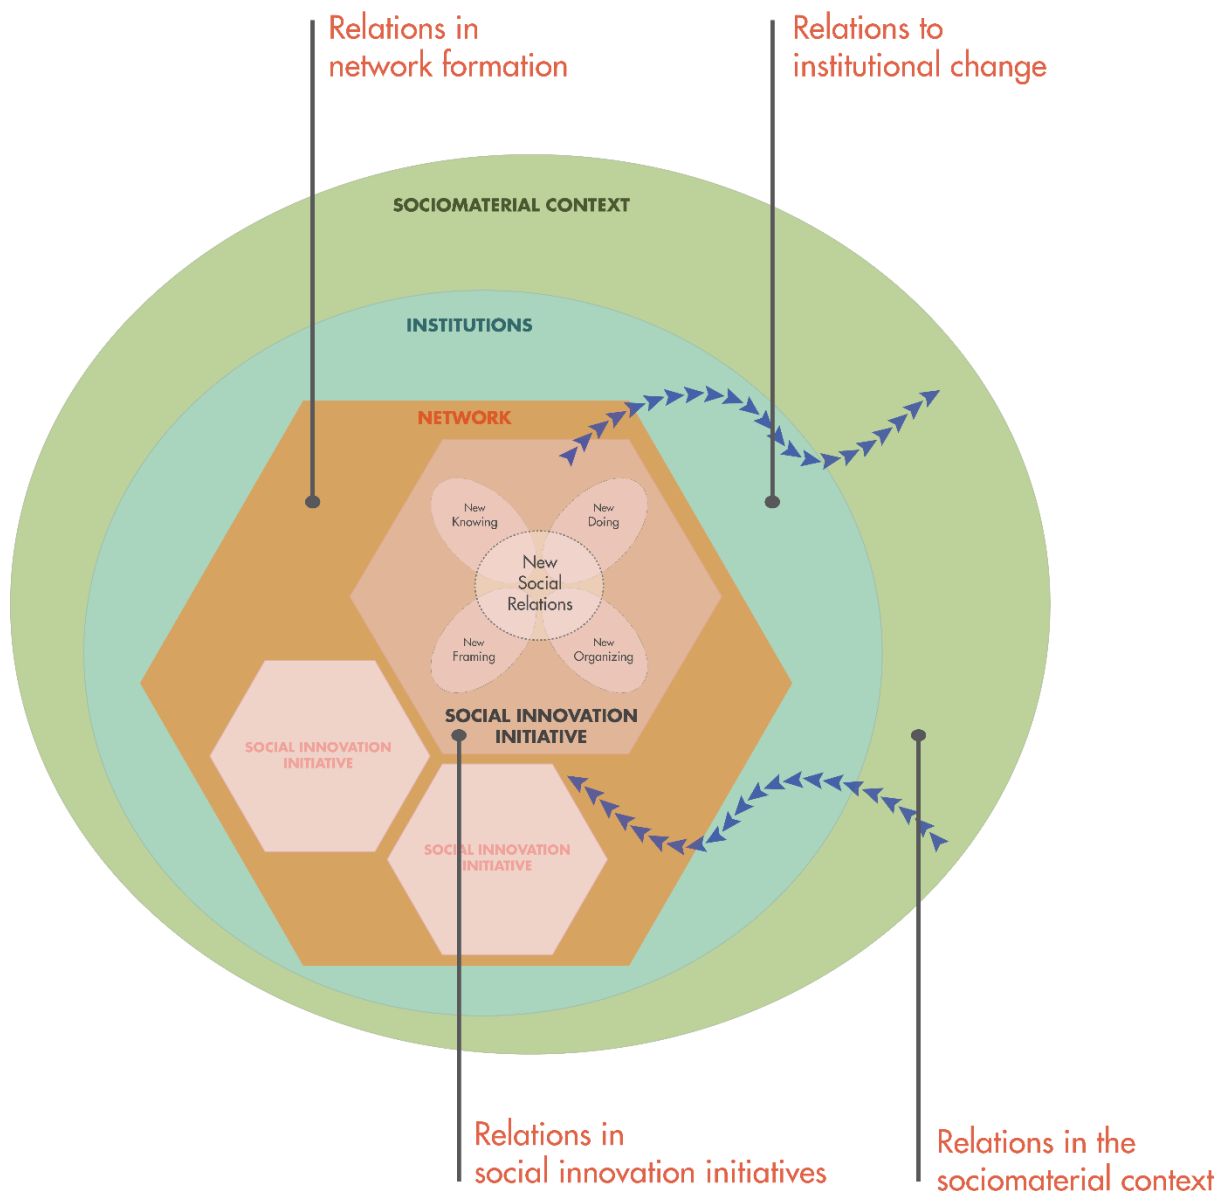 Relations in
network formation
Relations to
institutional change
SOCIOMATERIAL CONTEXT
INSTITUTIONS
NETWORK
New
Knowing
New
Doing
New
Social
Relations
New
Framing
New
Organizing
SOCIAL INNOVATION
INITIATIVE
SOCIAL INNOVATION
INITIATIVE
SOCIAL INNOVATION
INITIATIVE
Relations in
social innovation initiatives
Relations in the
sociomaterial context